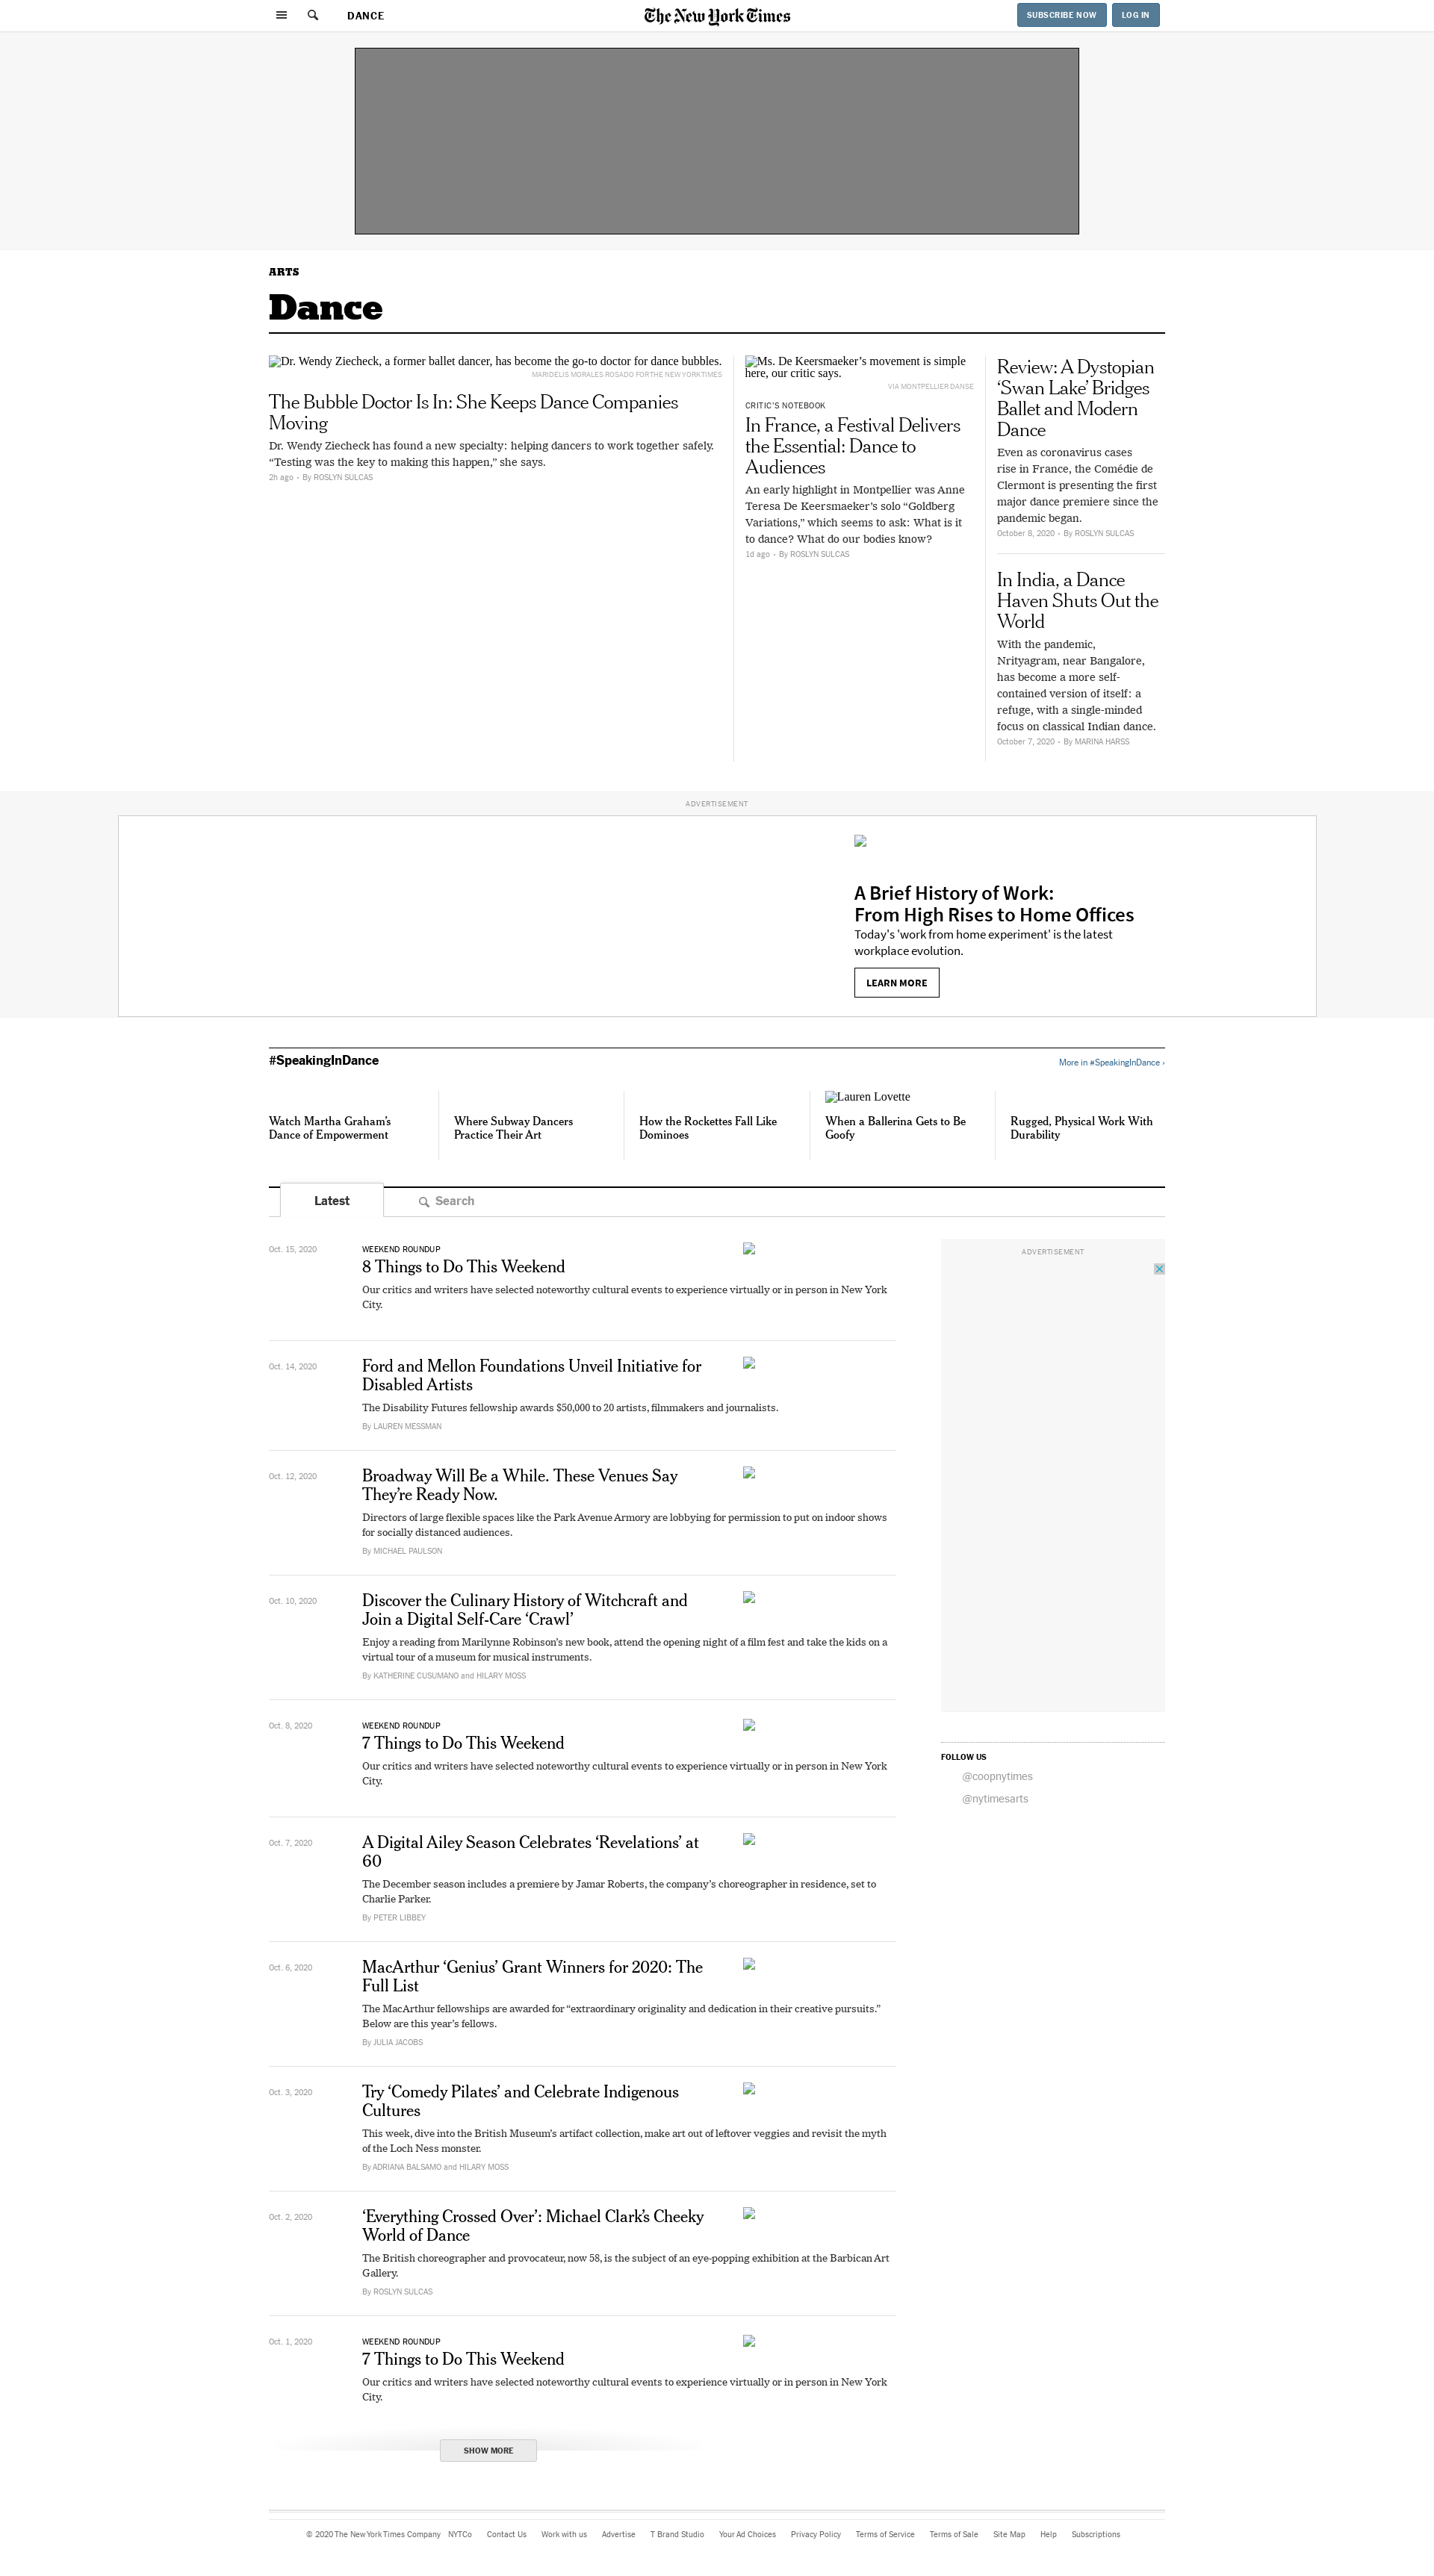 DANCE
The New York Times
SUBSCRIBE NOW
LOG IN
ARTS
Dance
Dr. Wendy Ziecheck, a former ballet dancer, has become the go-to doctor for dance bubbles.
MARIDELIS MORALES ROSADO FOR THE NEW YORK TIMES
The Bubble Doctor Is In: She Keeps Dance Companies
Moving
Dr. Wendy Ziecheck has found a new specialty: helping dancers to work together safely.
“Testing was the key to making this happen,” she says.
2h ago • By ROSLYN SULCAS
Ms. De Keersmaeker’s movement is simple
here, our critic says.
VIA MONTPELLIER DANSE
CRITIC’S NOTEBOOK
In France, a Festival Delivers
the Essential: Dance to
Audiences
An early highlight in Montpellier was Anne
Teresa De Keersmaeker’s solo “Goldberg
Variations,” which seems to ask: What is it
to dance? What do our bodies know?
1d ago • By ROSLYN SULCAS
Review: A Dystopian
‘Swan Lake’ Bridges
Ballet and Modern
Dance
Even as coronavirus cases
rise in France, the Comédie de
Clermont is presenting the first
major dance premiere since the
pandemic began.
October 8, 2020 • By ROSLYN SULCAS
In India, a Dance
Haven Shuts Out the
World
With the pandemic,
Nrityagram, near Bangalore,
has become a more self-
contained version of itself: a
refuge, with a single-minded
focus on classical Indian dance.
October 7, 2020 • By MARINA HARSS
ADVERTISEMENT
A Brief History of Work:
From High Rises to Home Offices
Today's 'work from home experiment' is the latest
workplace evolution.
LEARN MORE
#SpeakingInDance
More in #SpeakingInDance ›
Watch Martha Graham’s
Dance of Empowerment
Where Subway Dancers
Practice Their Art
How the Rockettes Fall Like
Dominoes
Lauren Lovette
When a Ballerina Gets to Be
Goofy
Rugged, Physical Work With
Durability
Latest
Search
Oct. 15, 2020
WEEKEND ROUNDUP
8 Things to Do This Weekend
Our critics and writers have selected noteworthy cultural events to experience virtually or in person in New York
City.
Oct. 14, 2020
Ford and Mellon Foundations Unveil Initiative for
Disabled Artists
The Disability Futures fellowship awards $50,000 to 20 artists, filmmakers and journalists.
By LAUREN MESSMAN
Oct. 12, 2020
Broadway Will Be a While. These Venues Say
They’re Ready Now.
Directors of large flexible spaces like the Park Avenue Armory are lobbying for permission to put on indoor shows
for socially distanced audiences.
By MICHAEL PAULSON
Oct. 10, 2020
Discover the Culinary History of Witchcraft and
Join a Digital Self-Care ‘Crawl’
Enjoy a reading from Marilynne Robinson’s new book, attend the opening night of a film fest and take the kids on a
virtual tour of a museum for musical instruments.
By KATHERINE CUSUMANO and HILARY MOSS
Oct. 8, 2020
WEEKEND ROUNDUP
7 Things to Do This Weekend
Our critics and writers have selected noteworthy cultural events to experience virtually or in person in New York
City.
Oct. 7, 2020
A Digital Ailey Season Celebrates ‘Revelations’ at
60
The December season includes a premiere by Jamar Roberts, the company’s choreographer in residence, set to
Charlie Parker.
By PETER LIBBEY
Oct. 6, 2020
MacArthur ‘Genius’ Grant Winners for 2020: The
Full List
The MacArthur fellowships are awarded for “extraordinary originality and dedication in their creative pursuits.”
Below are this year’s fellows.
By JULIA JACOBS
Oct. 3, 2020
Try ‘Comedy Pilates’ and Celebrate Indigenous
Cultures
This week, dive into the British Museum’s artifact collection, make art out of leftover veggies and revisit the myth
of the Loch Ness monster.
By ADRIANA BALSAMO and HILARY MOSS
Oct. 2, 2020
‘Everything Crossed Over’: Michael Clark’s Cheeky
World of Dance
The British choreographer and provocateur, now 58, is the subject of an eye-popping exhibition at the Barbican Art
Gallery.
By ROSLYN SULCAS
Oct. 1, 2020
WEEKEND ROUNDUP
7 Things to Do This Weekend
Our critics and writers have selected noteworthy cultural events to experience virtually or in person in New York
City.
SHOW MORE
ADVERTISEMENT
FOLLOW US
@coopnytimes
@nytimesarts
© 2020 The New York Times Company NYTCo Contact Us Work with us Advertise T Brand Studio Your Ad Choices Privacy Policy Terms of Service Terms of Sale Site Map Help Subscriptions